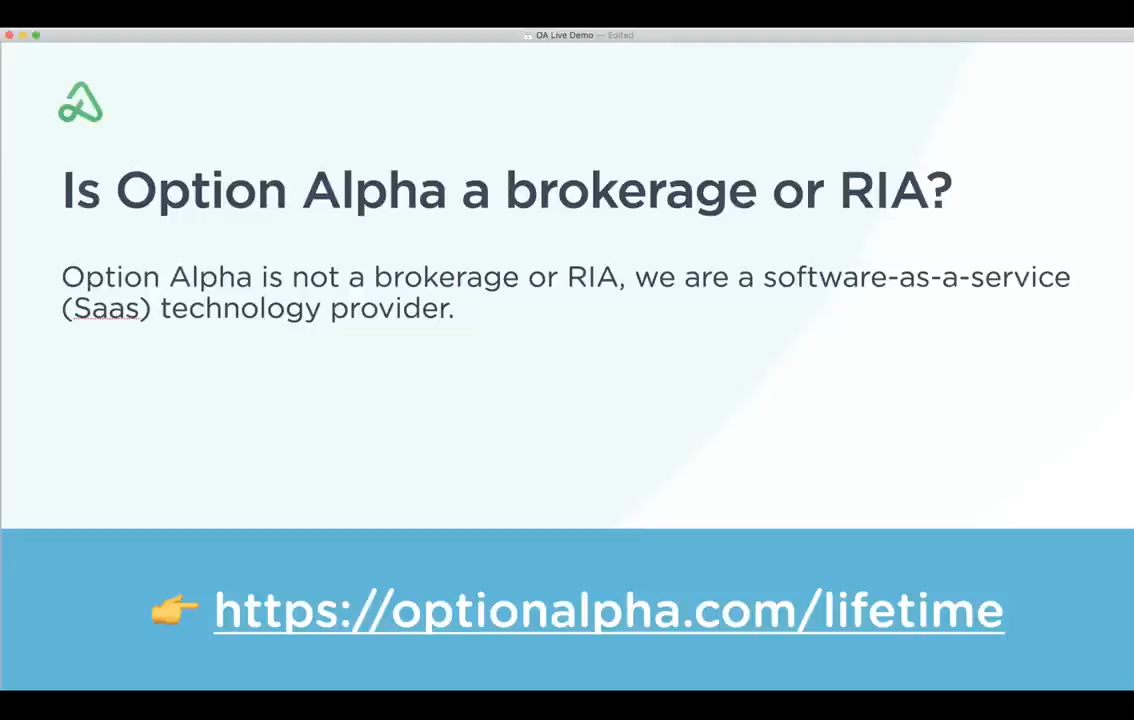 OA Live Demo — Edited
Is Option Alpha a brokerage or RIA?
Option Alpha is not a brokerage or RIA, we are a software-as-a-service
(Saas) technology provider.
👉 https://optionalpha.com/lifetime